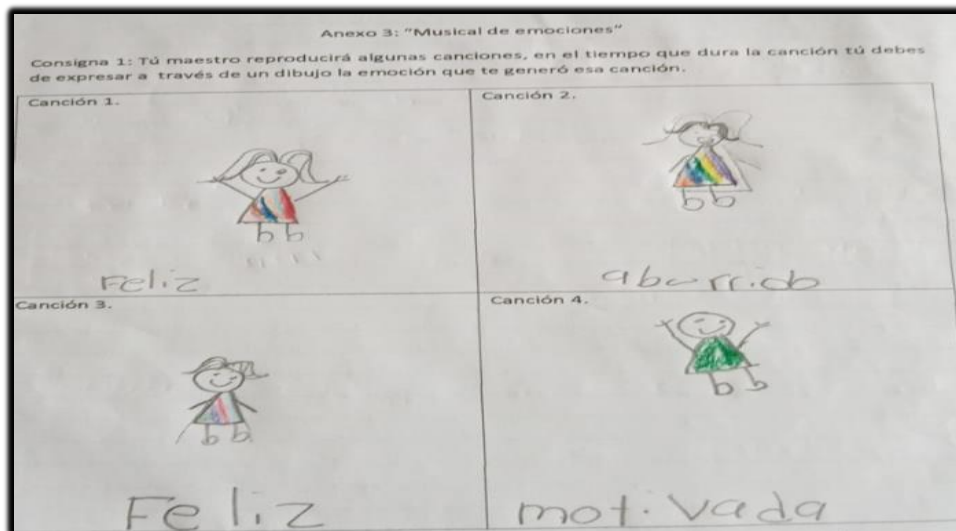 Anexo 3: "Musical de emociones"
Consigna 1: Tú maestro reproducirá algunas canciones, en el tiempo que dura la canción tú debes
de expresar a través de un dibujo la emoción que te generó esa canción.
Canción 1.
Canción 2.
Feliz
aburrido
Canción 3.
Canción 4.
Feliz
motivada